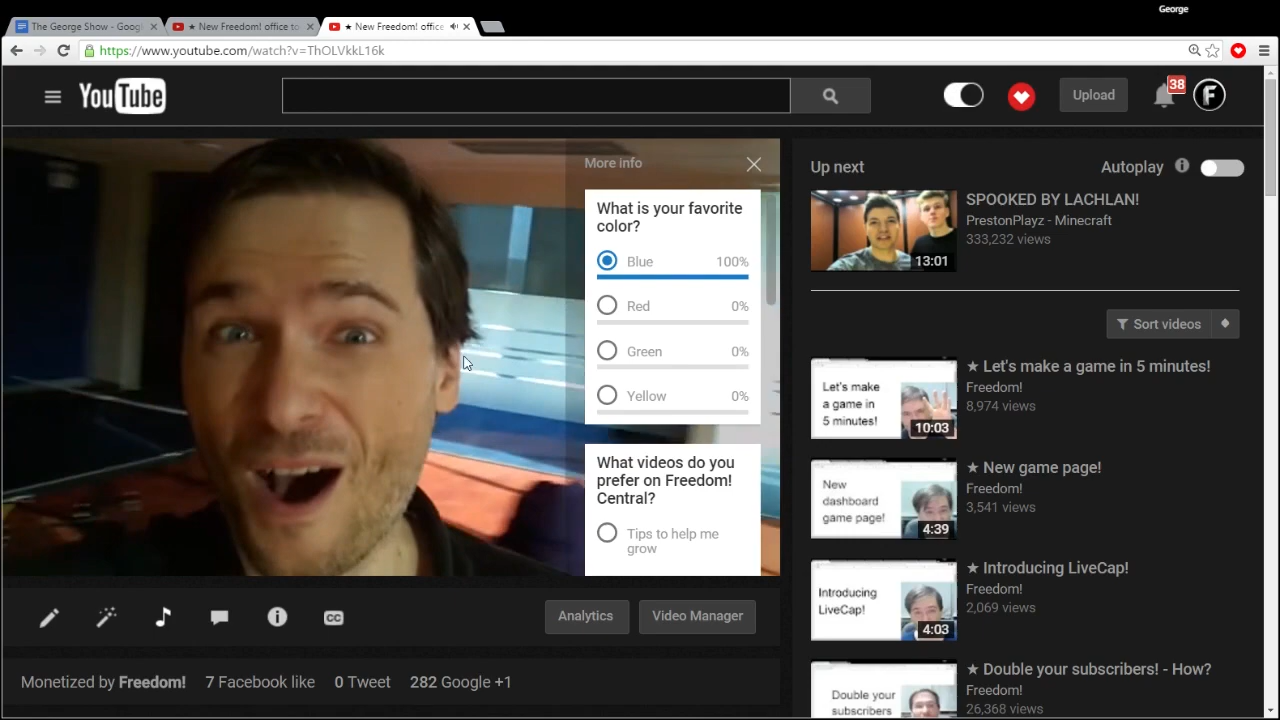 George
The George Show - Googl
★ New Freedom! office to
★ New Freedom! office
https://www.youtube.com/watch?v=ThOLVkkL16k
YouTube
Upload
38
F
More info
What is your favorite
color?
Blue 100%
Red 0%
Green 0%
Yellow 0%
What videos do you
prefer on Freedom!
Central?
Tips to help me
grow
CC
Analytics
Video Manager
Monetized by Freedom! 7 Facebook like 0 Tweet 282 Google +1
Up next
Autoplay
SPOOKED BY LACHLAN!
PrestonPlayz - Minecraft
333,232 views
13:01
Sort videos
Let's make
a game in
5 minutes!
10:03
★ Let's make a game in 5 minutes!
Freedom!
8,974 views
New
dashboard
game page!
4:39
★ New game page!
Freedom!
3,541 views
Introducing
LiveCap!
4:03
★ Introducing LiveCap!
Freedom!
2,069 views
Double your
subscribers
★ Double your subscribers! - How?
Freedom!
26,368 views